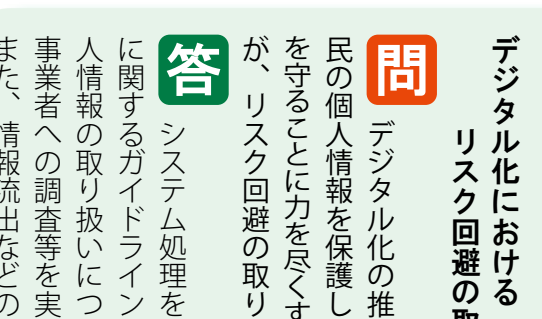 デジタル化における
リスク回避の取
問 デジタル化の推
民の個人情報を保護し
を守ることに力を尽くす
が、リスク回避の取り
答 システム処理を
に関するガイドライン
人情報の取り扱いにつ
事業者への調査等を実
また、情報流出などの